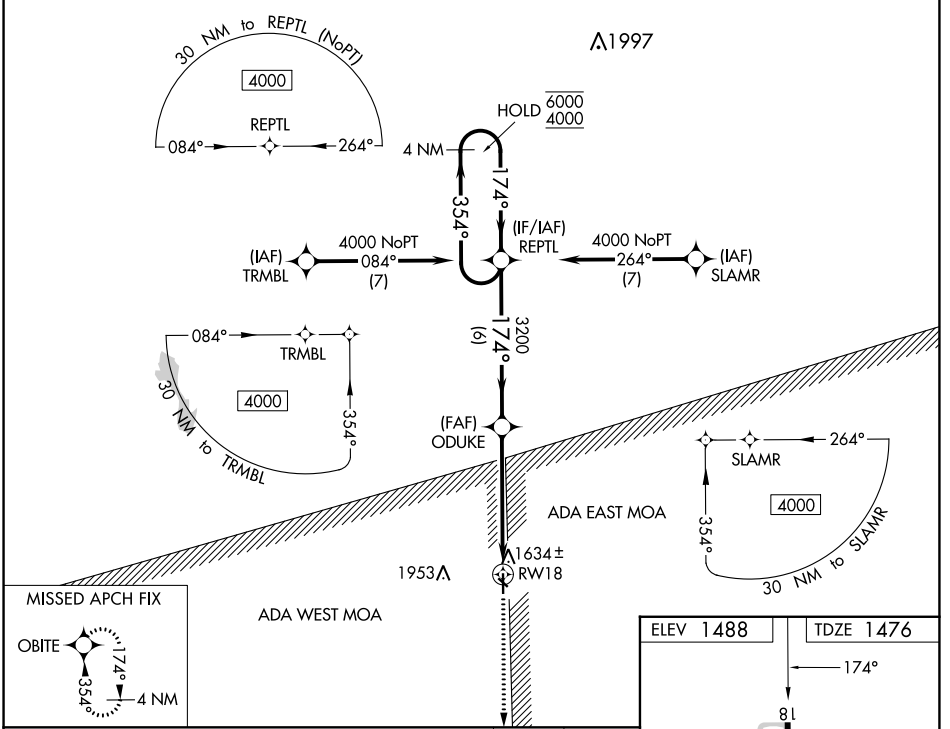 30 NM to REPTL (NoPT)
4000
REPTL
084°
264°
1997
HOLD 6000
4000
4 NM
174°
354°
(IF/IAF)
REPTL
(IAF)
TRMBL
4000 NoPT
084°
(7)
4000 NoPT
264°
(7)
(IAF)
SLAMR
3200
174°
(6)
084°
TRMBL
4000
354°
30 NM to TRMBL
(FAF)
ODUKE
264°
SLAMR
4000
354°
30 NM to SLAMR
ADA EAST MOA
1634±
RW18
1953
ADA WEST MOA
MISSED APCH FIX
OBITE
174°
354°
4 NM
ELEV 1488
TDZE 1476
174°
18